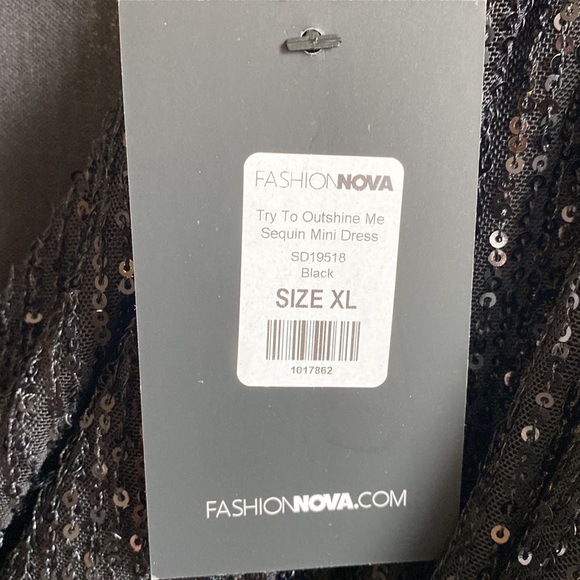 FASHIONNOVA
Try To Outshine Me
Sequin Mini Dress
SD19518
Black
SIZE XL
1017862
FASHIONNOVA.COM